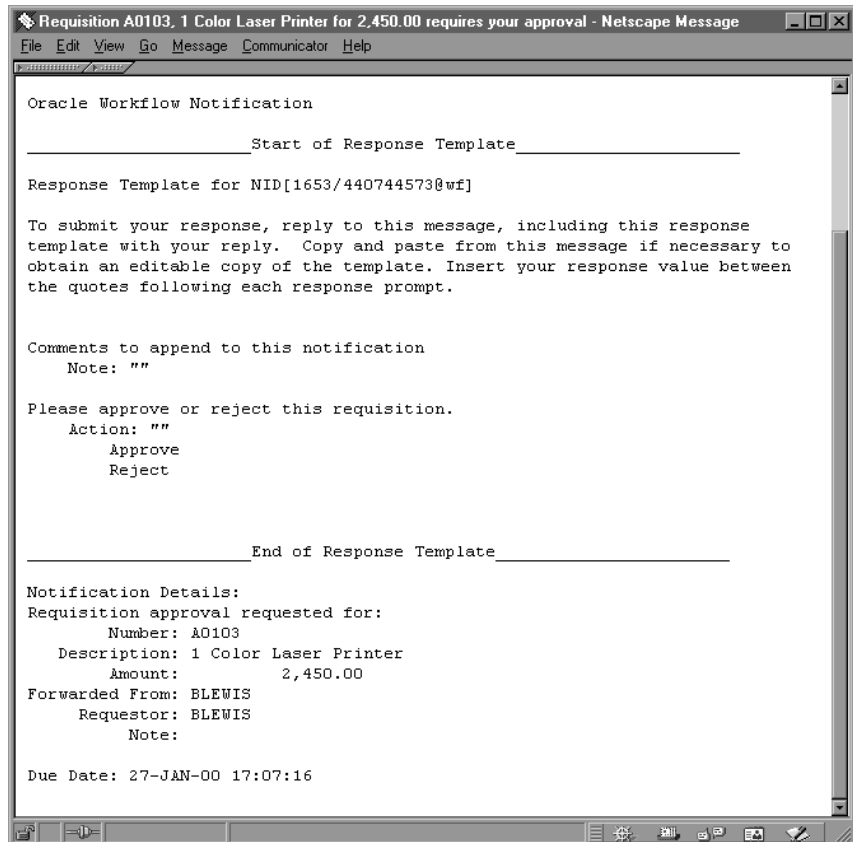 Requisition A0103, 1 Color Laser Printer for 2,450.00 requires your approval - Netscape Message
File Edit View Go Message Communicator Help
Oracle Workflow Notification
______________________Start of Response Template______________________
Response Template for NID[1653/440744573@wf]
To submit your response, reply to this message, including this response
template with your reply.  Copy and paste from this message if necessary to
obtain an editable copy of the template. Insert your response value between
the quotes following each response prompt.
Comments to append to this notification
Note: ""
Please approve or reject this requisition.
Action: ""
Approve
Reject
______________________End of Response Template_______________________
Notification Details:
Requisition approval requested for:
Number: A0103
Description: 1 Color Laser Printer
Amount: 2,450.00
Forwarded From: BLEWIS
Requestor: BLEWIS
Note:
Due Date: 27-JAN-00 17:07:16